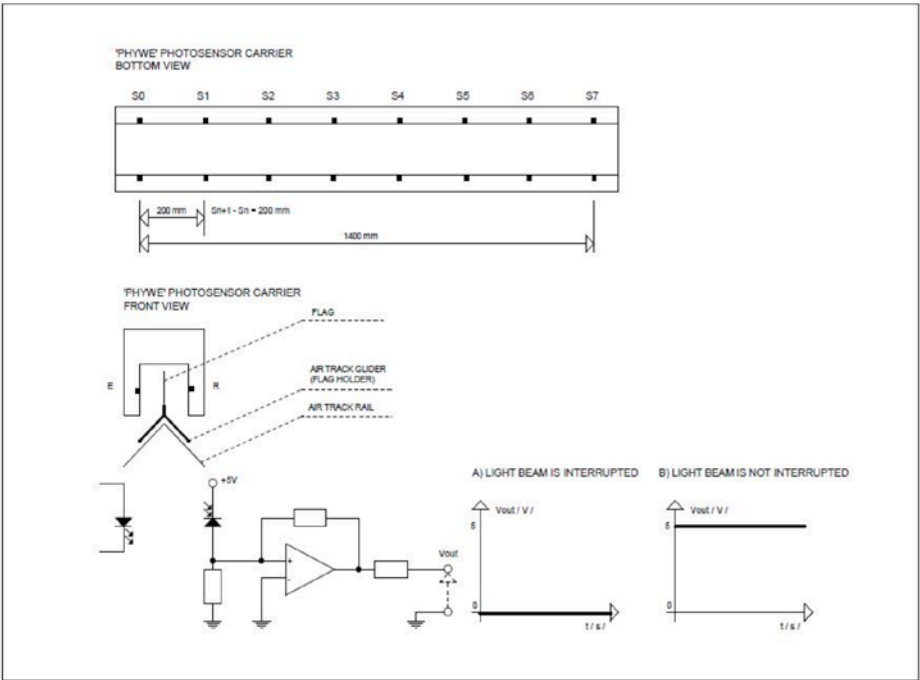 'PHYWE' PHOTOSENSOR CARRIER
BOTTOM VIEW
S0 S1 S2 S3 S4 S5 S6 S7
200 mm Sn+1 - Sn = 200 mm
1400 mm
'PHYWE' PHOTOSENSOR CARRIER
FRONT VIEW
FLAG
E R
AIR TRACK GLIDER
(FLAG HOLDER)
AIR TRACK RAIL
+5V
+
-
Vout
A) LIGHT BEAM IS INTERRUPTED
Vout / V /
5
0
t / s /
B) LIGHT BEAM IS NOT INTERRUPTED
Vout / V /
5
0
t / s /